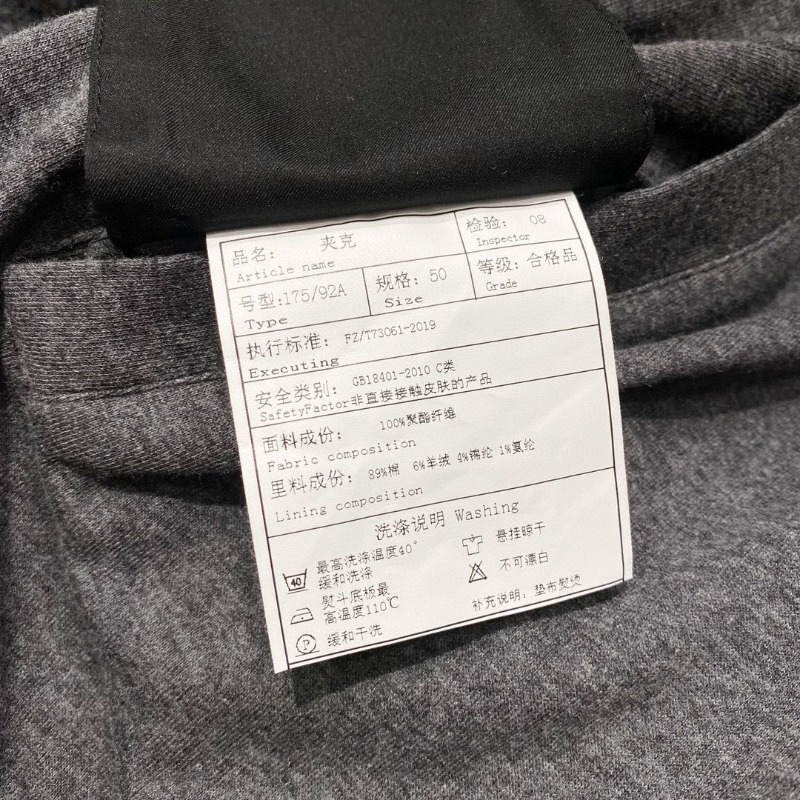 品名： 夹克 检验： 08
Article name Inspector
号型:175/92A 规格: 50 等级: 合格品
Type Size Grade
执行标准: FZ/T73061-2019
Executing
安全类别: GB18401-2010 C类
SafetyFactor非直接接触皮肤的产品
面料成份: 100%聚酯纤维
Fabric composition
里料成份: 89%棉 6%羊绒 4%锦纶 1%氨纶
Lining composition
洗涤说明 Washing
40 最高洗涤温度40° 悬挂晾干
缓和洗涤 不可漂白
熨斗底板最
高温度110℃ 补充说明: 垫布熨烫
P 缓和干洗